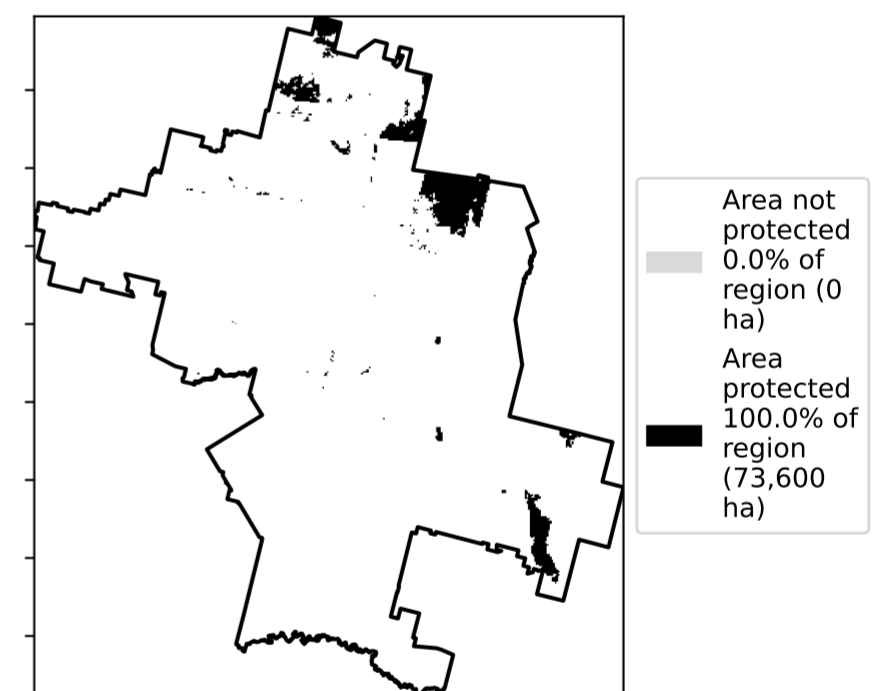 Area not
protected
0.0% of
region (0
ha)
Area
protected
100.0% of
region
(73,600
ha)